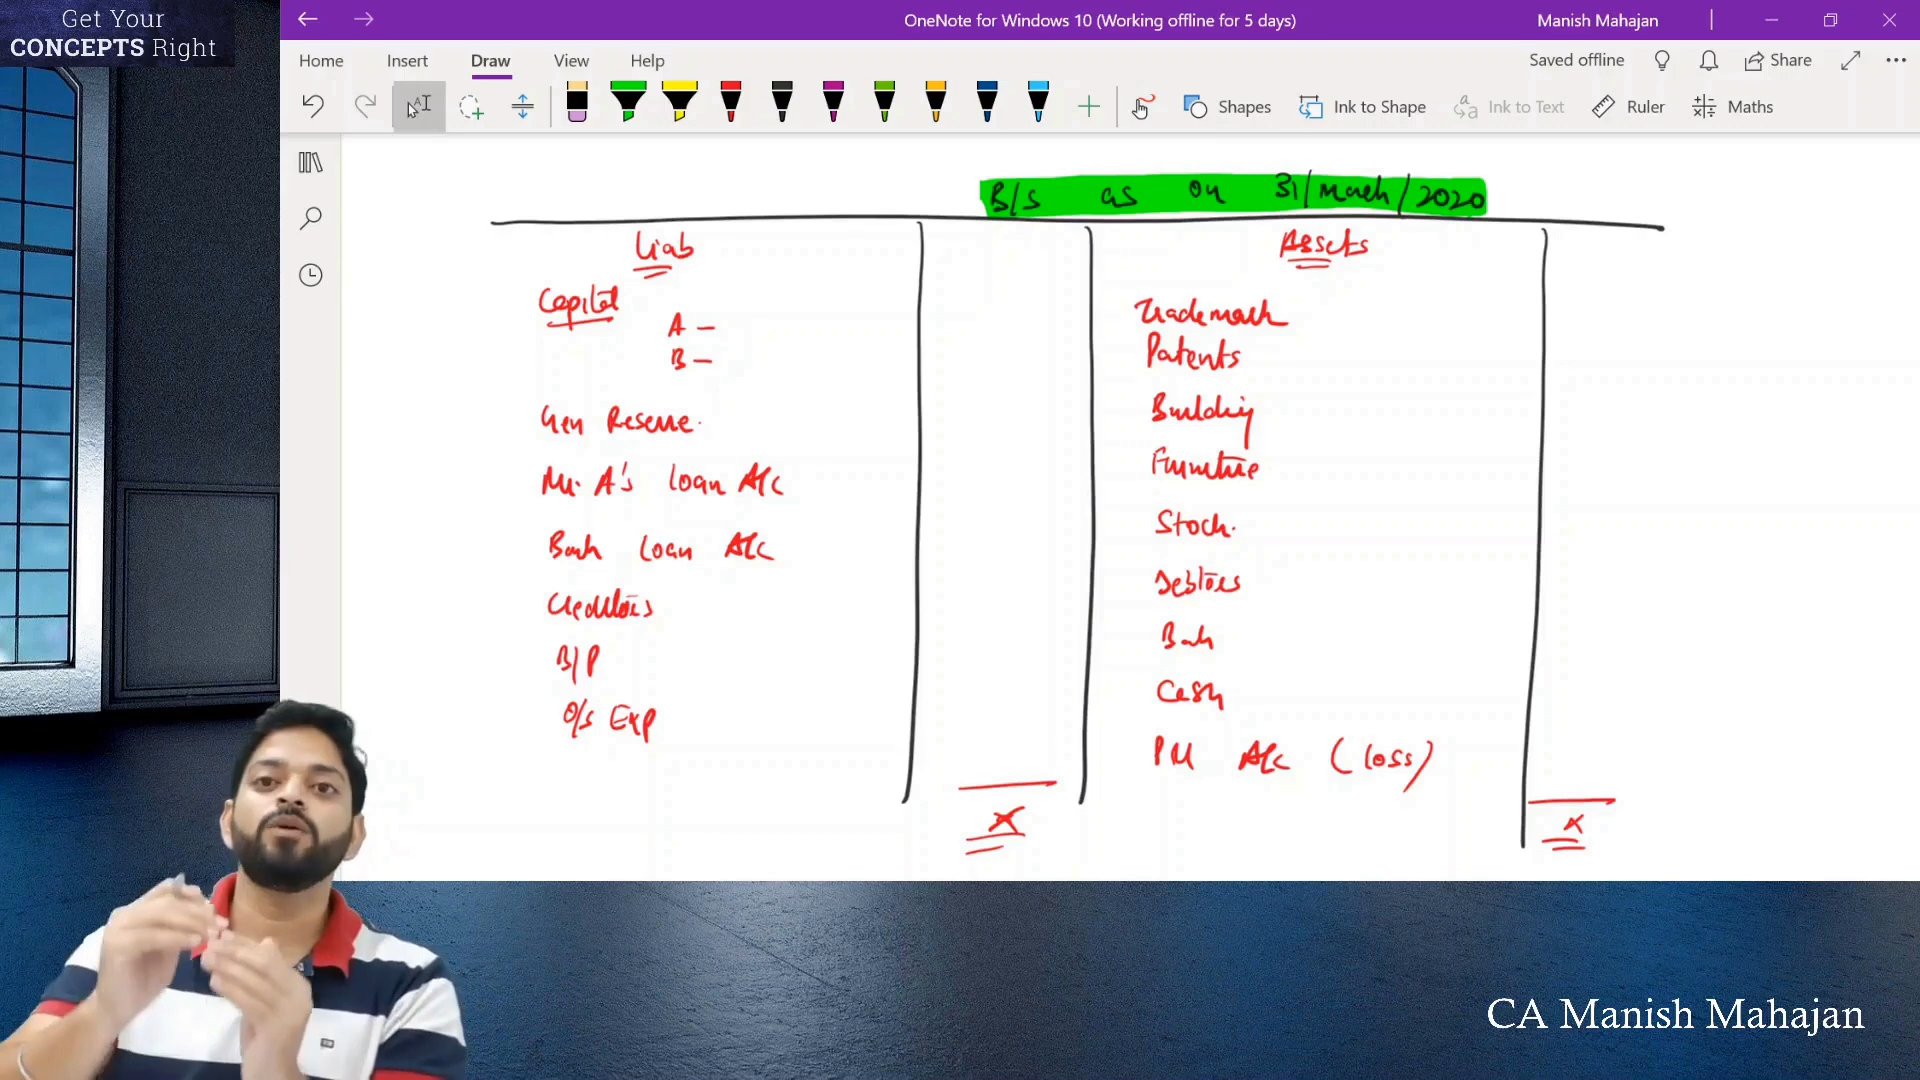 Get Your
CONCEPTS Right
OneNote for Windows 10 (Working offline for 5 days)
Manish Mahajan
Home
Insert
Draw
View
Help
Saved offline
Share
Shapes
Ink to Shape
Ink to Text
Ruler
Maths
B/S as on 31/March/2020
Liab
Assets
Capital
A –
B –
Gen Reserve.
Mr. A's loan A/c
Bank loan A/c
Creditors
B/P
O/s Exp
x
Trademark
Patents
Building
Furniture
Stock.
Debtors
Bank
Cash
P/L A/c (loss)
x
CA Manish Mahajan